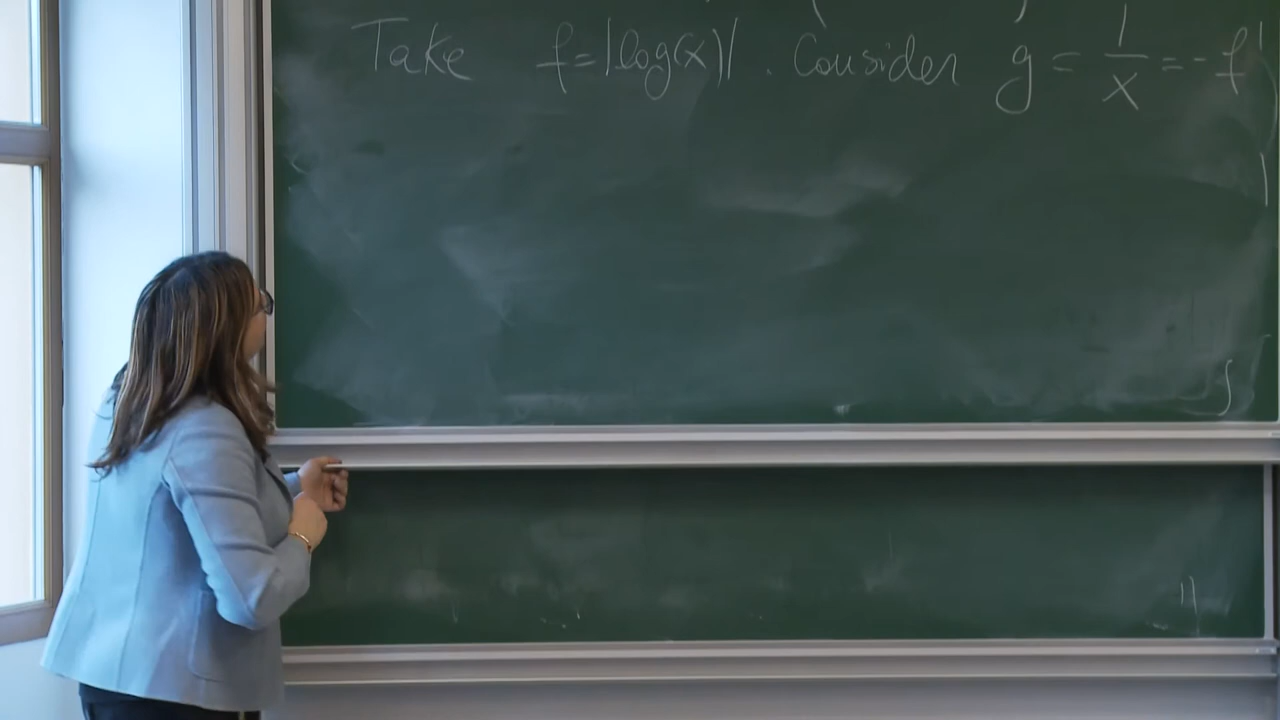 Take f=|log(x)|. Consider g = 1/x = -f'